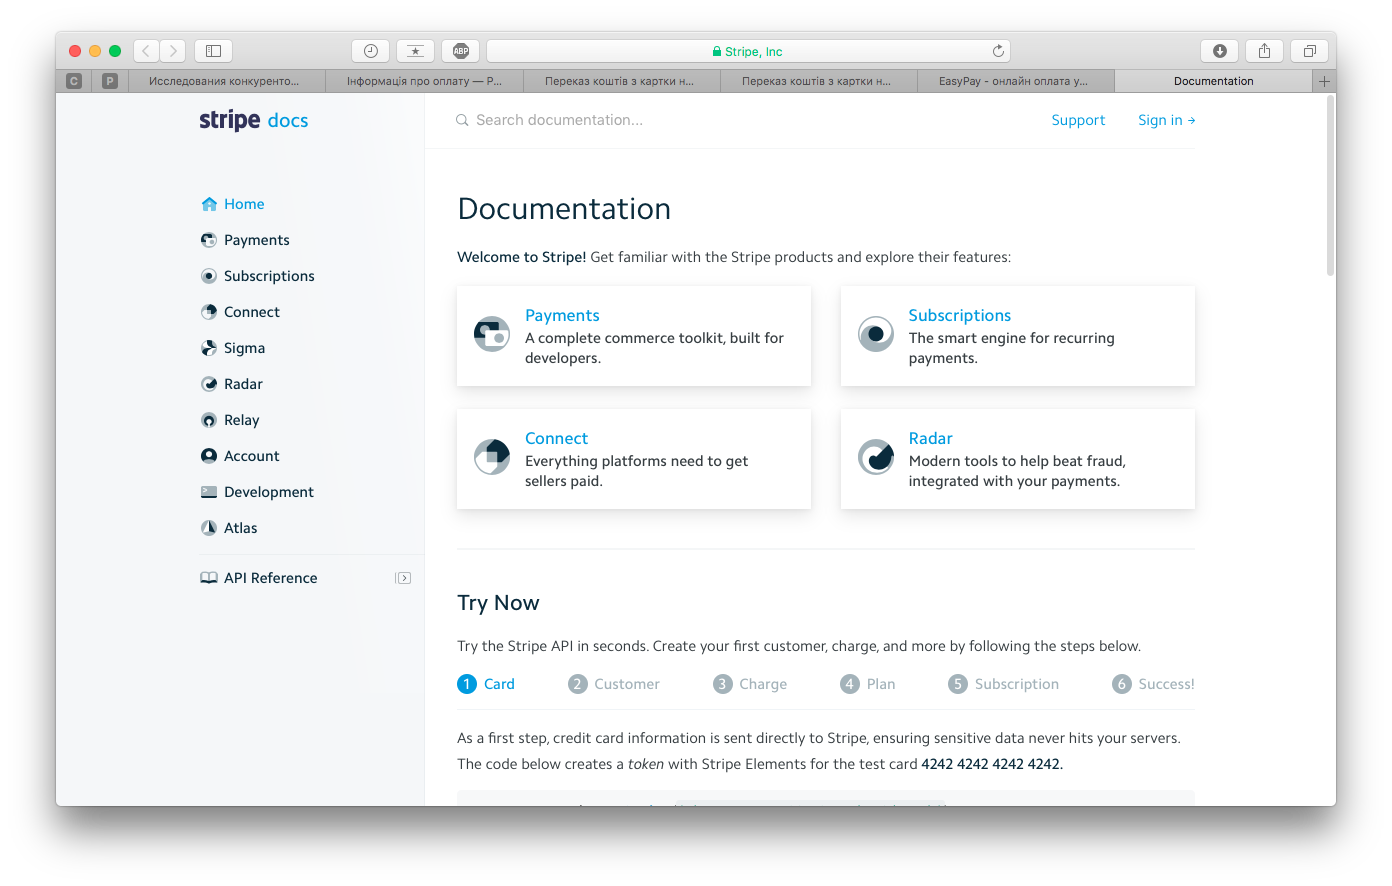 ABP
Stripe, Inc
C
P
Исследования конкуренто...
Інформація про оплату — Р...
Переказ коштів з картки н...
Переказ коштів з картки н...
EasyPay - онлайн оплата у...
Documentation
stripe docs
Search documentation...
Support
Sign in →
Home
Payments
Subscriptions
Connect
Sigma
Radar
Relay
Account
Development
Atlas
API Reference
Documentation
Welcome to Stripe! Get familiar with the Stripe products and explore their features:
Payments
A complete commerce toolkit, built for
developers.
Subscriptions
The smart engine for recurring
payments.
Connect
Everything platforms need to get
sellers paid.
Radar
Modern tools to help beat fraud,
integrated with your payments.
Try Now
Try the Stripe API in seconds. Create your first customer, charge, and more by following the steps below.
1 Card
2 Customer
3 Charge
4 Plan
5 Subscription
6 Success!
As a first step, credit card information is sent directly to Stripe, ensuring sensitive data never hits your servers.
The code below creates a token with Stripe Elements for the test card 4242 4242 4242 4242.